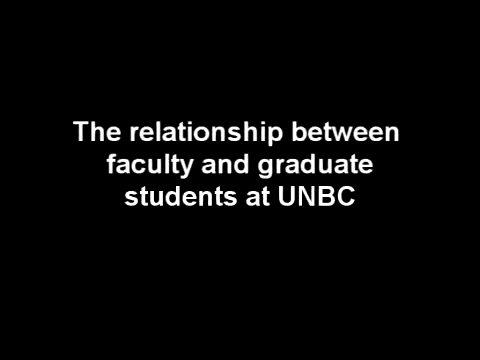 The relationship between
faculty and graduate
students at UNBC